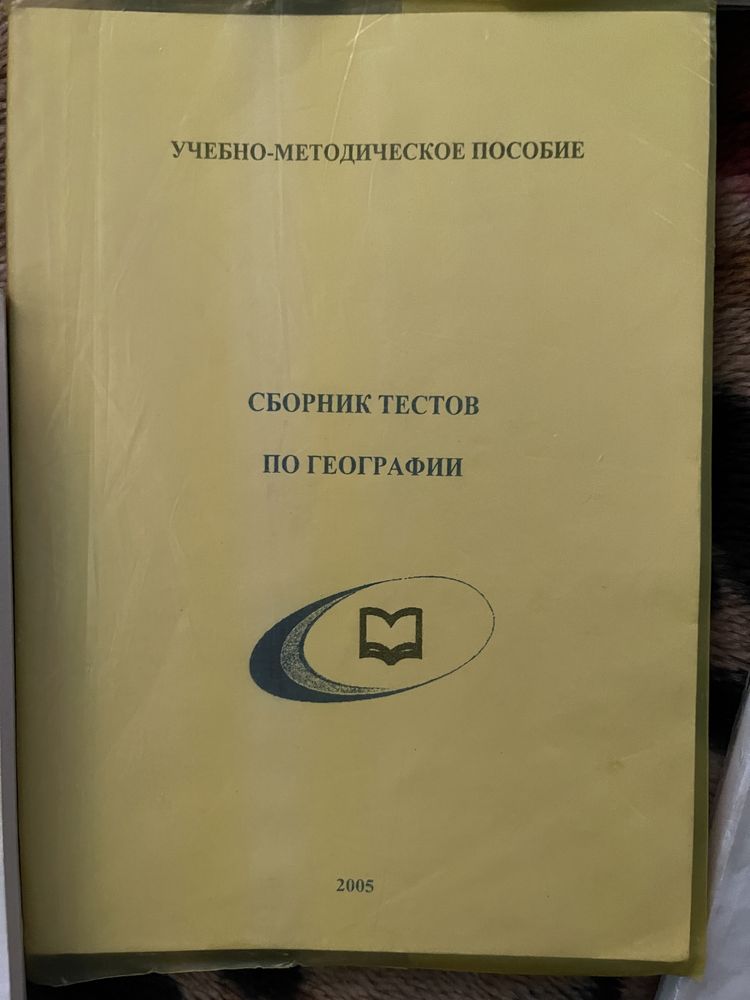 УЧЕБНО-МЕТОДИЧЕСКОЕ ПОСОБИЕ
СБОРНИК ТЕСТОВ
ПО ГЕОГРАФИИ
2005